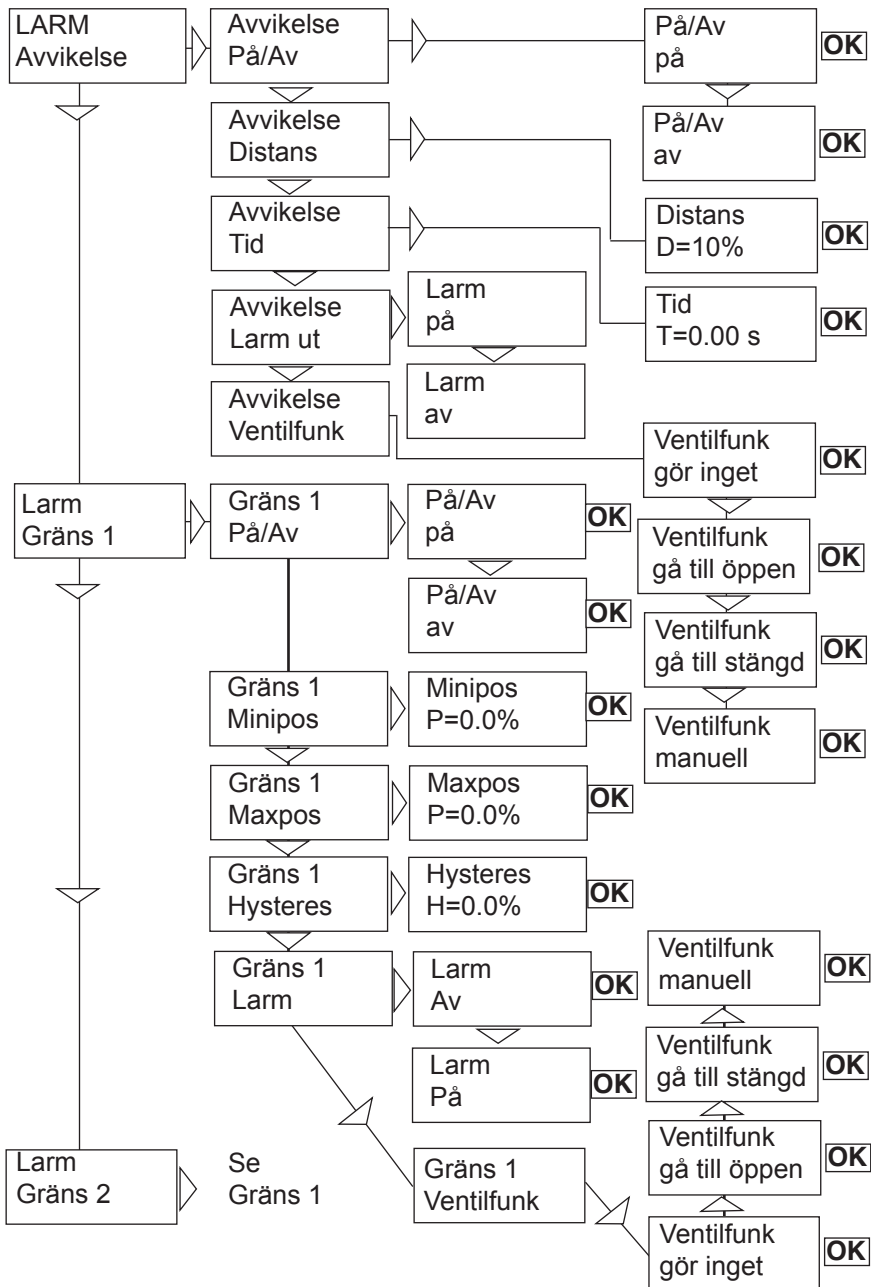 LARM
Avvikelse
Avvikelse
På/Av
På/Av
på
OK
På/Av
av
OK
Avvikelse
Distans
Distans
D=10%
OK
Avvikelse
Tid
Tid
T=0.00 s
OK
Avvikelse
Larm ut
Larm
på
Larm
av
Avvikelse
Ventilfunk
Ventilfunk
gör inget
OK
Ventilfunk
gå till öppen
OK
Ventilfunk
gå till stängd
OK
Ventilfunk
manuell
OK
Larm
Gräns 1
Gräns 1
På/Av
På/Av
på
OK
På/Av
av
OK
Gräns 1
Minipos
Minipos
P=0.0%
OK
Gräns 1
Maxpos
Maxpos
P=0.0%
OK
Gräns 1
Hysteres
Hysteres
H=0.0%
OK
Gräns 1
Larm
Larm
Av
OK
Larm
På
OK
Ventilfunk
manuell
OK
Ventilfunk
gå till stängd
OK
Ventilfunk
gå till öppen
OK
Ventilfunk
gör inget
OK
Gräns 1
Ventilfunk
Larm
Gräns 2
Se
Gräns 1